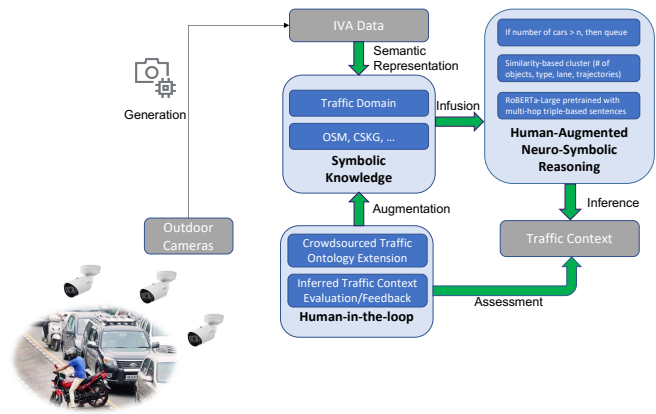 IVA Data
Semantic
Representation
Generation
Traffic Domain
OSM, CSKG, ...
Symbolic
Knowledge
Infusion
If number of cars > n, then queue
Similarity-based cluster (# of
objects, type, lane, trajectories)
RoBERTa-Large pretrained with
multi-hop triple-based sentences
Human-Augmented
Neuro-Symbolic
Reasoning
Augmentation
Inference
Outdoor
Cameras
Traffic Context
Crowdsourced Traffic
Ontology Extension
Inferred Traffic Context
Evaluation/Feedback
Human-in-the-loop
Assessment